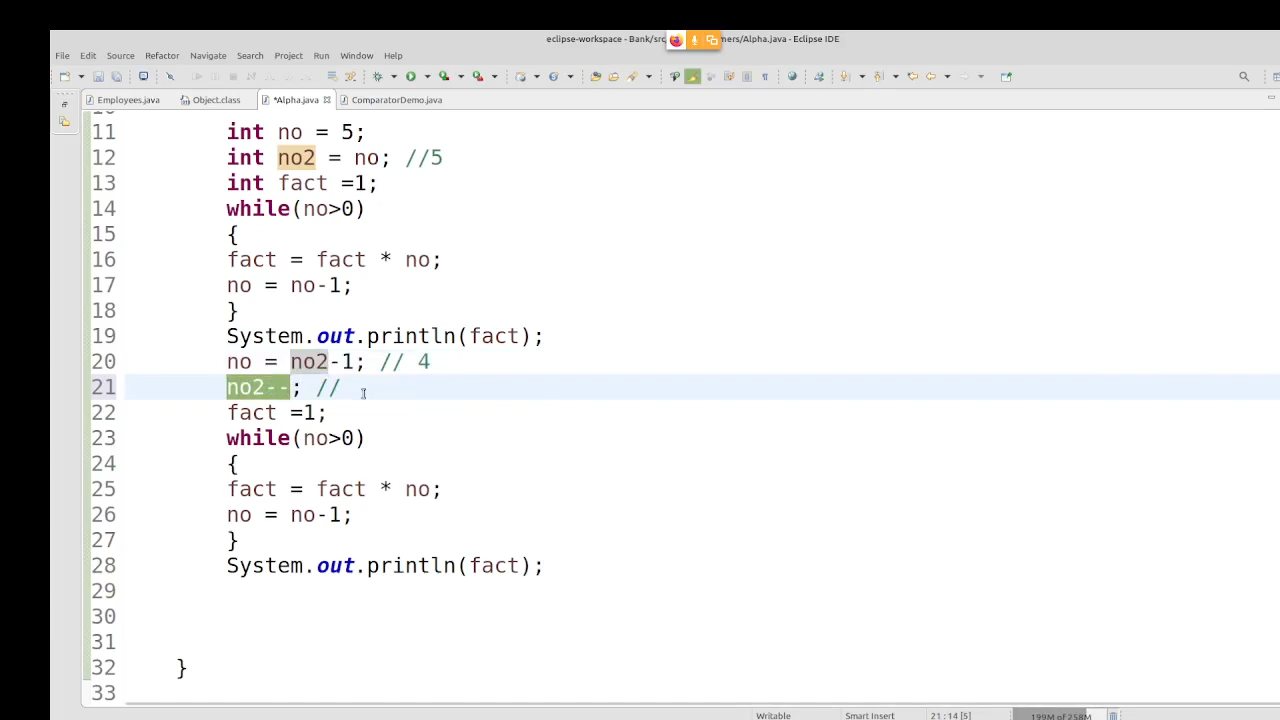 eclipse-workspace - Bank/src mers/Alpha.java - Eclipse IDE
File Edit Source Refactor Navigate Search Project Run Window Help
Employees.java Object.class *Alpha.java ComparatorDemo.java
11 int no = 5;
12 int no2 = no; //5
13 int fact =1;
14 while(no>0)
15 {
16 fact = fact * no;
17 no = no-1;
18 }
19 System.out.println(fact);
20 no = no2-1; // 4
21 no2--; //
22 fact =1;
23 while(no>0)
24 {
25 fact = fact * no;
26 no = no-1;
27 }
28 System.out.println(fact);
29
30
31
32 }
33
Writable Smart Insert 21 : 14 [5] 199M of 258M